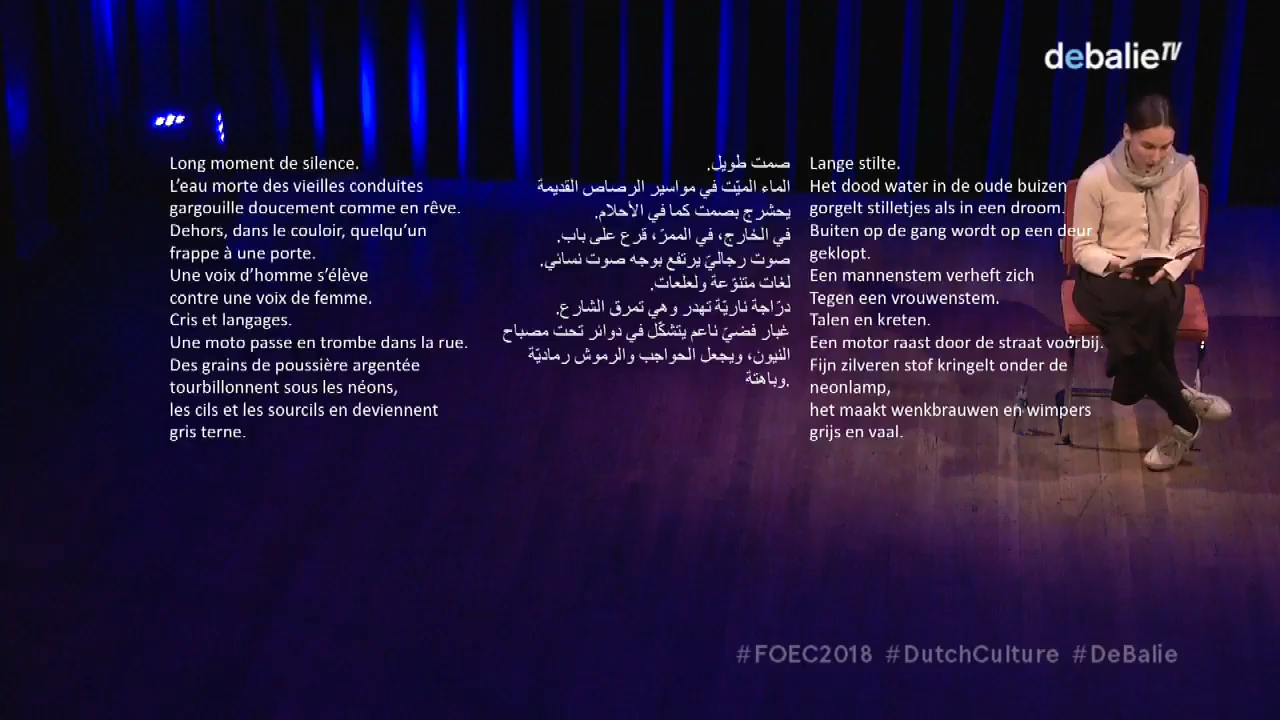 debalieTV
Long moment de silence.
L’eau morte des vieilles conduites
gargouille doucement comme en rêve.
Dehors, dans le couloir, quelqu’un
frappe à une porte.
Une voix d’homme s’élève
contre une voix de femme.
Cris et langages.
Une moto passe en trombe dans la rue.
Des grains de poussière argentée
tourbillonnent sous les néons,
les cils et les sourcils en deviennent
gris terne.
صمت طويل.
الماء الميّت في مواسير الرصاص القديمة
يحشرج بصمت كما في الأحلام.
في الخارج، في الممرّ، قرع على باب.
صوت رجاليّ يرتفع بوجه صوت نسائي.
لغات متنوّعة ولعلعات.
درّاجة ناريّة تهدر وهي تمرق الشارع.
غبار فضيّ ناعم يتشكّل في دوائر تحت مصباح
النيون، ويجعل الحواجب والرموش رماديّة
وباهتة.
Lange stilte.
Het dood water in de oude buizen
gorgelt stilletjes als in een droom.
Buiten op de gang wordt op een deur
geklopt.
Een mannenstem verheft zich
Tegen een vrouwenstem.
Talen en kreten.
Een motor raast door de straat voorbij.
Fijn zilveren stof kringelt onder de
neonlamp,
het maakt wenkbrauwen en wimpers
grijs en vaal.
#FOEC2018 #DutchCulture #DeBalie